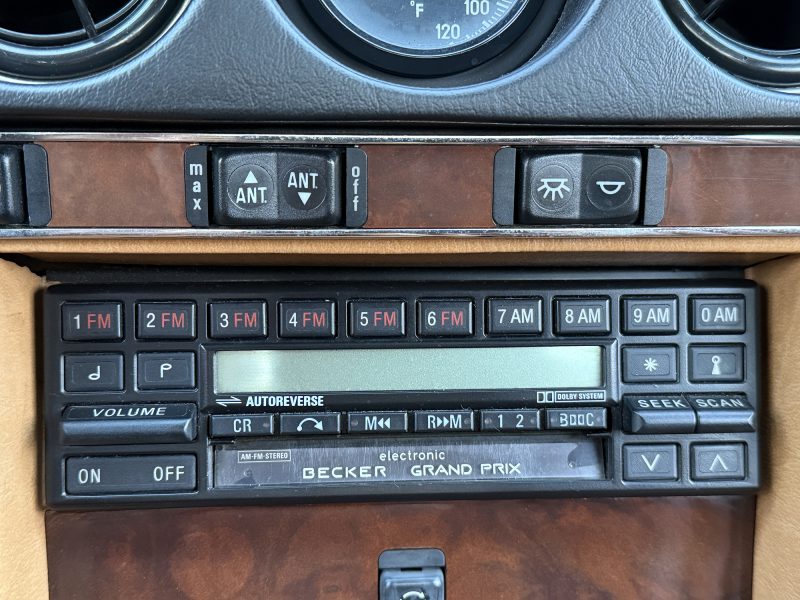 °F 100
120
max ANT. ANT. off
1 FM 2 FM 3 FM 4 FM 5 FM 6 FM 7 AM 8 AM 9 AM 0 AM
VOLUME
AUTOREVERSE DOLBY SYSTEM
SEEK SCAN
CR M R M 1 2 B C
ON OFF
AM-FM-STEREO electronic
BECKER GRAND PRIX